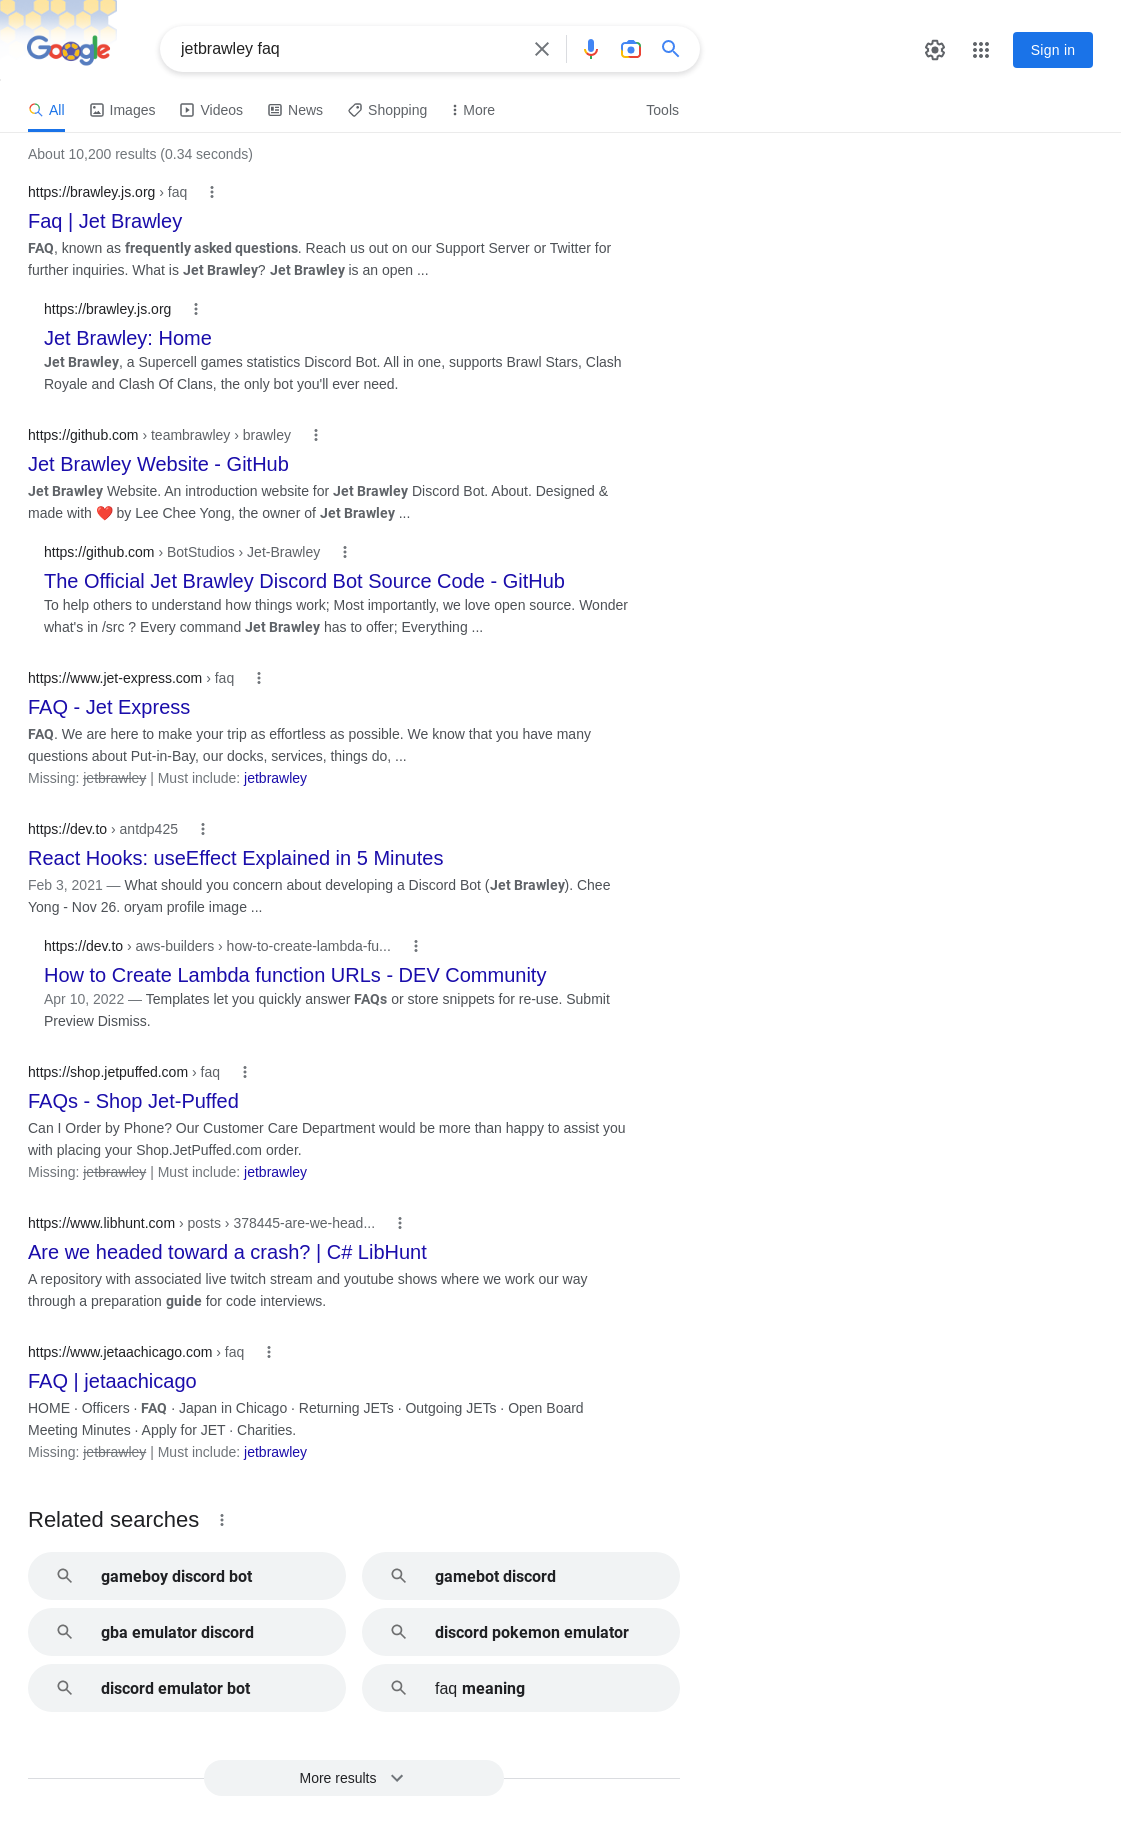 Google
jetbrawley faq
Sign in
All
Images
Videos
News
Shopping
More
Tools
About 10,200 results (0.34 seconds)
https://brawley.js.org › faq
Faq | Jet Brawley
FAQ, known as frequently asked questions. Reach us out on our Support Server or Twitter for
further inquiries. What is Jet Brawley? Jet Brawley is an open ...
https://brawley.js.org
Jet Brawley: Home
Jet Brawley, a Supercell games statistics Discord Bot. All in one, supports Brawl Stars, Clash
Royale and Clash Of Clans, the only bot you'll ever need.
https://github.com › teambrawley › brawley
Jet Brawley Website - GitHub
Jet Brawley Website. An introduction website for Jet Brawley Discord Bot. About. Designed &
made with ❤️ by Lee Chee Yong, the owner of Jet Brawley ...
https://github.com › BotStudios › Jet-Brawley
The Official Jet Brawley Discord Bot Source Code - GitHub
To help others to understand how things work; Most importantly, we love open source. Wonder
what's in /src ? Every command Jet Brawley has to offer; Everything ...
https://www.jet-express.com › faq
FAQ - Jet Express
FAQ. We are here to make your trip as effortless as possible. We know that you have many
questions about Put-in-Bay, our docks, services, things do, ...
Missing: jetbrawley | Must include: jetbrawley
https://dev.to › antdp425
React Hooks: useEffect Explained in 5 Minutes
Feb 3, 2021 — What should you concern about developing a Discord Bot (Jet Brawley). Chee
Yong - Nov 26. oryam profile image ...
https://dev.to › aws-builders › how-to-create-lambda-fu...
How to Create Lambda function URLs - DEV Community
Apr 10, 2022 — Templates let you quickly answer FAQs or store snippets for re-use. Submit
Preview Dismiss.
https://shop.jetpuffed.com › faq
FAQs - Shop Jet-Puffed
Can I Order by Phone? Our Customer Care Department would be more than happy to assist you
with placing your Shop.JetPuffed.com order.
Missing: jetbrawley | Must include: jetbrawley
https://www.libhunt.com › posts › 378445-are-we-head...
Are we headed toward a crash? | C# LibHunt
A repository with associated live twitch stream and youtube shows where we work our way
through a preparation guide for code interviews.
https://www.jetaachicago.com › faq
FAQ | jetaachicago
HOME · Officers · FAQ · Japan in Chicago · Returning JETs · Outgoing JETs · Open Board
Meeting Minutes · Apply for JET · Charities.
Missing: jetbrawley | Must include: jetbrawley
Related searches
gameboy discord bot
gamebot discord
gba emulator discord
discord pokemon emulator
discord emulator bot
faq meaning
More results